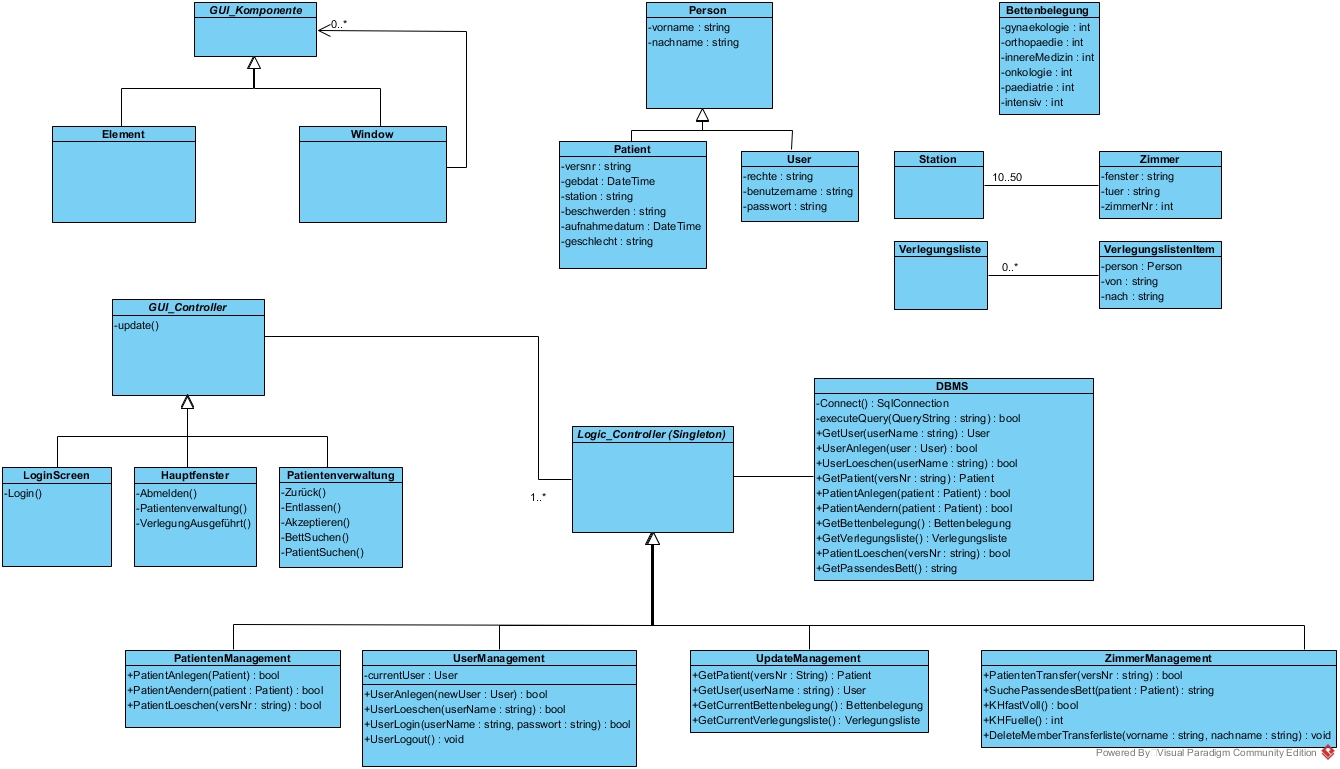 GUI_Komponente
0..*
Element
Window
Person
-vorname : string
-nachname : string
Patient
-versnr : string
-gebdat : DateTime
-station : string
-beschwerden : string
-aufnahmedatum : DateTime
-geschlecht : string
User
-rechte : string
-benutzername : string
-passwort : string
Bettenbelegung
-gynaekologie : int
-orthopaedie : int
-innereMedizin : int
-onkologie : int
-paediatrie : int
-intensiv : int
Station
10..50
Zimmer
-fenster : string
-tuer : string
-zimmerNr : int
Verlegungsliste
0..*
VerlegungslistenItem
-person : Person
-von : string
-nach : string
GUI_Controller
-update()
LoginScreen
-Login()
Hauptfenster
-Abmelden()
-Patientenverwaltung()
-VerlegungAusgeführt()
Patientenverwaltung
-Zurück()
-Entlassen()
-Akzeptieren()
-BettSuchen()
-PatientSuchen()
1..*
Logic_Controller (Singleton)
DBMS
-Connect() : SqlConnection
-executeQuery(QueryString : string) : bool
+GetUser(userName : string) : User
+UserAnlegen(user : User) : bool
+UserLoeschen(userName : string) : bool
+GetPatient(versNr : string) : Patient
+PatientAnlegen(patient : Patient) : bool
+PatientAendern(patient : Patient) : bool
+GetBettenbelegung() : Bettenbelegung
+GetVerlegungsliste() : Verlegungsliste
+PatientLoeschen(versNr : string) : bool
+GetPassendesBett() : string
PatientenManagement
+PatientAnlegen(Patient) : bool
+PatientAendern(patient : Patient) : bool
+PatientLoeschen(versNr : string) : bool
UserManagement
-currentUser : User
+UserAnlegen(newUser : User) : bool
+UserLoeschen(userName : string) : bool
+UserLogin(userName : string, passwort : string) : bool
+UserLogout() : void
UpdateManagement
+GetPatient(versNr : String) : Patient
+GetUser(userName : string) : User
+GetCurrentBettenbelegung() : Bettenbelegung
+GetCurrentVerlegungsliste() : Verlegungsliste
ZimmerManagement
+PatientenTransfer(versNr : string) : bool
+SuchePassendesBett(patient : Patient) : string
+KHfastVoll() : bool
+KHFuelle() : int
+DeleteMemberTransferliste(vorname : string, nachname : string) : void
Powered By Visual Paradigm Community Edition